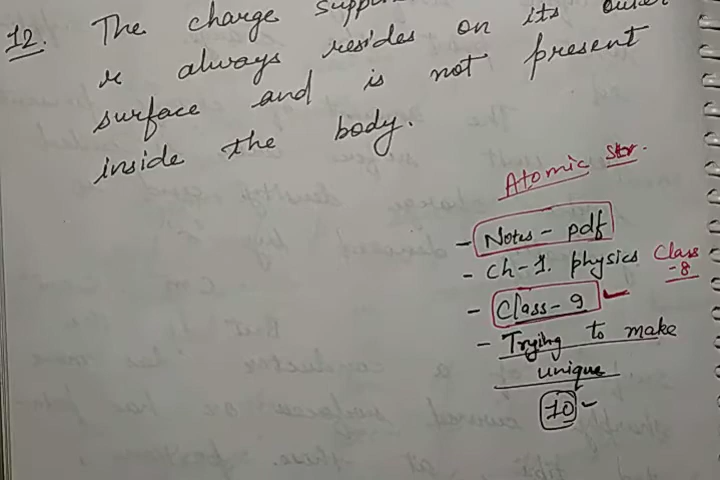 12. The charge
is always resides on its outer
surface and is not present
inside the body.
Atomic Str.
- Notes - pdf
- Ch-1. physics Class
-8
- Class-9
- Trying to make
unique
10